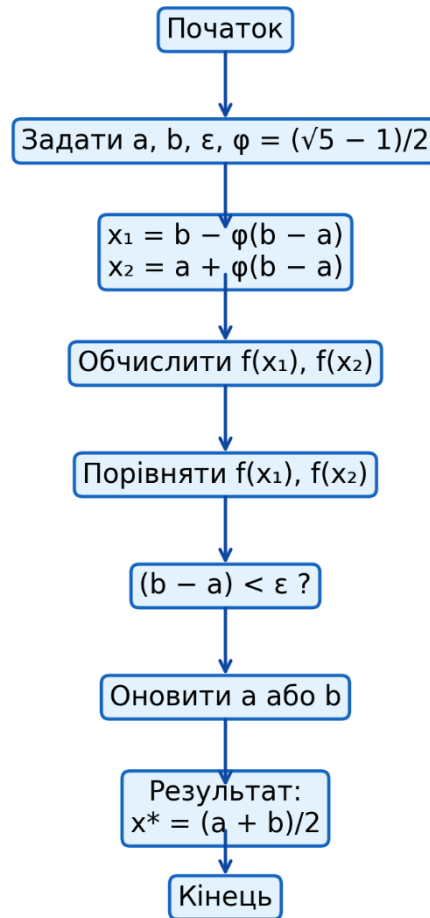 Початок
Задати a, b, ε, φ = (√5 − 1)/2
x₁ = b − φ(b − a)
x₂ = a + φ(b − a)
Обчислити f(x₁), f(x₂)
Порівняти f(x₁), f(x₂)
(b − a) < ε ?
Оновити a або b
Результат:
x* = (a + b)/2
Кінець